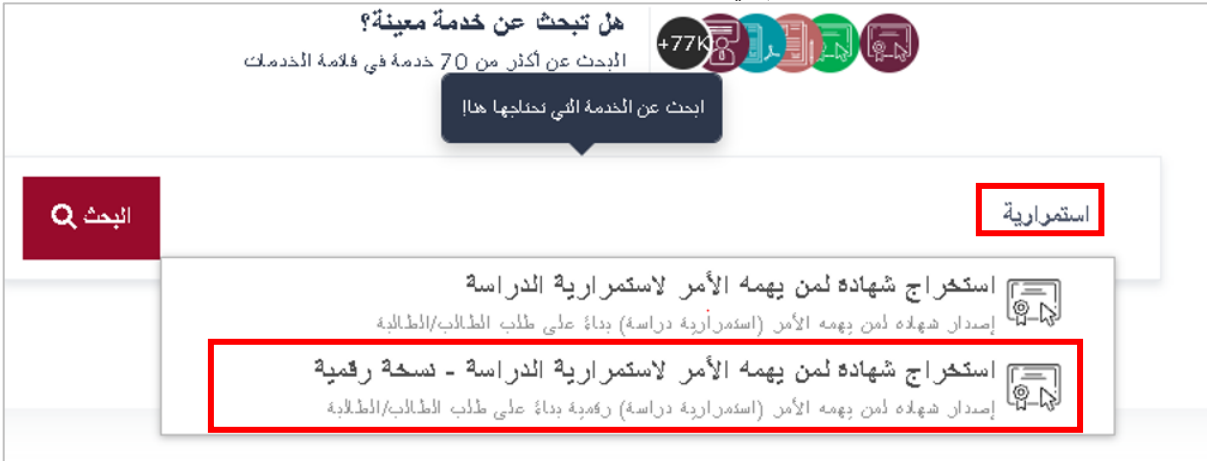 هل تبحث عن خدمة معينة؟
+77K
البحث عن أكثر من 70 خدمة في قائمة الخدمات
ابحث عن الخدمة التي تحتاجها هنا!
استمرارية
البحث
استخراج شهادة لمن يهمه الأمر لاستمرارية الدراسة
إصدار شهادة لمن يهمه الأمر (استمرارية دراسة) بناءً على طلب الطالب/الطالبة
استخراج شهادة لمن يهمه الأمر لاستمرارية الدراسة - نسخة رقمية
إصدار شهادة لمن يهمه الأمر (استمرارية دراسة) رقمية بناءً على طلب الطالب/الطالبة